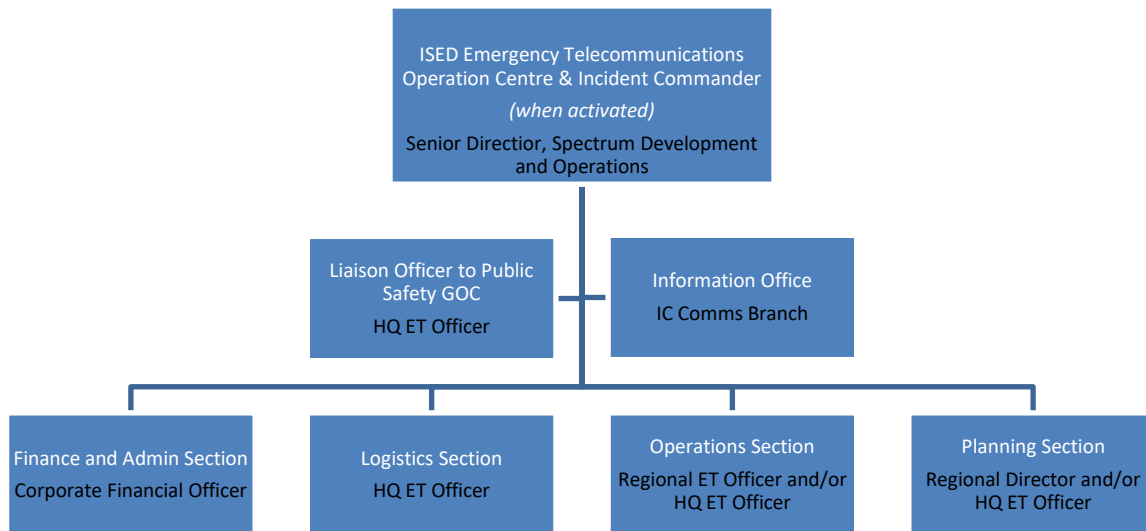 ISED Emergency Telecommunications
Operation Centre & Incident Commander
(when activated)
Senior Directior, Spectrum Development
and Operations
Liaison Officer to Public
Safety GOC
HQ ET Officer
Information Office
IC Comms Branch
Finance and Admin Section
Corporate Financial Officer
Logistics Section
HQ ET Officer
Operations Section
Regional ET Officer and/or
HQ ET Officer
Planning Section
Regional Director and/or
HQ ET Officer